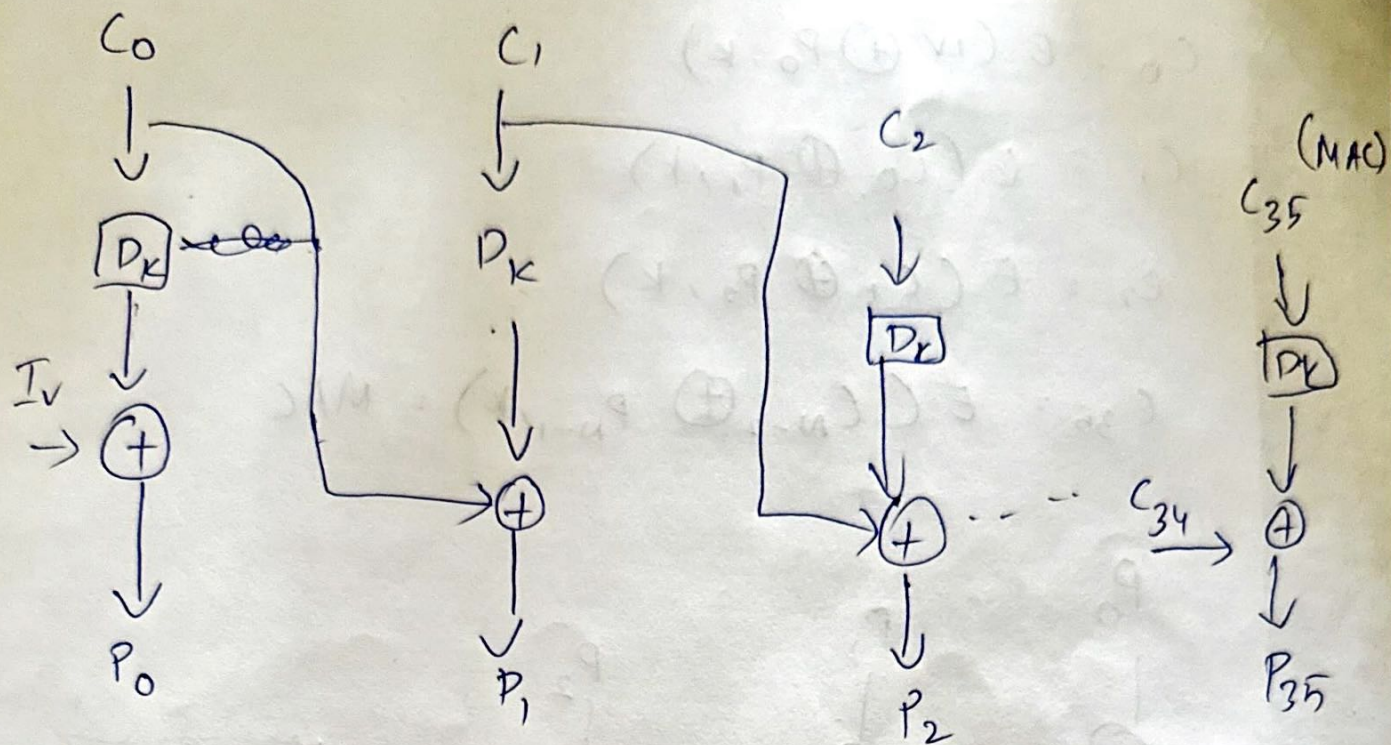 C0 C1 C2 (MAC)
C35
DK DK DK DK
IV
+ + + C34 +
P0 P1 P2 P35